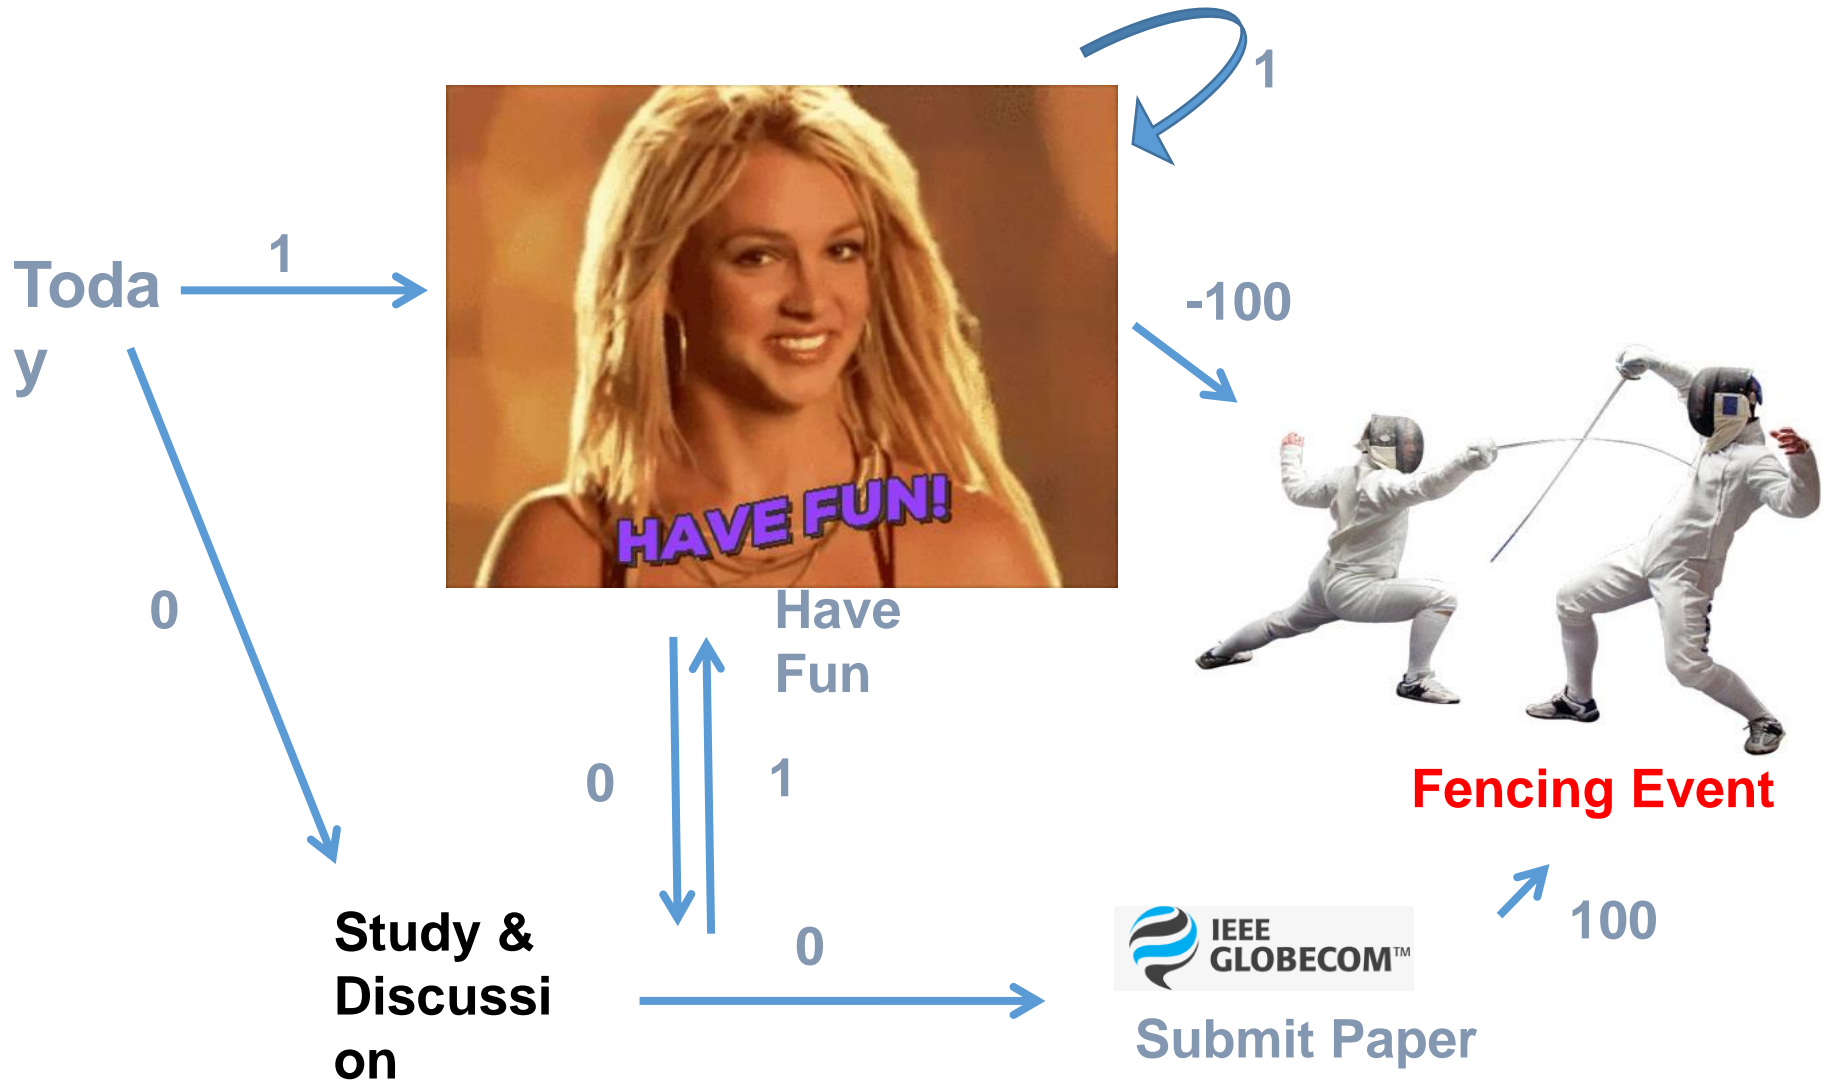 1
1
Toda
y
-100
HAVE FUN!
0
Have
Fun
0
1
Fencing Event
Study &
Discussi
on
0
IEEE
GLOBECOM™
100
Submit Paper